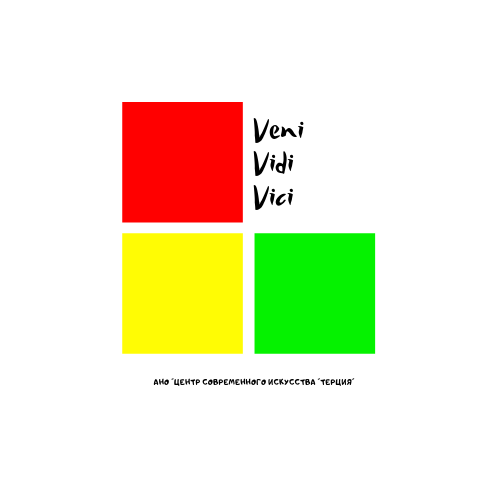 Veni
Vidi
Vici
АНО "ЦЕНТР СОВРЕМЕННОГО ИСКУССТВА "ТЕРЦИЯ"